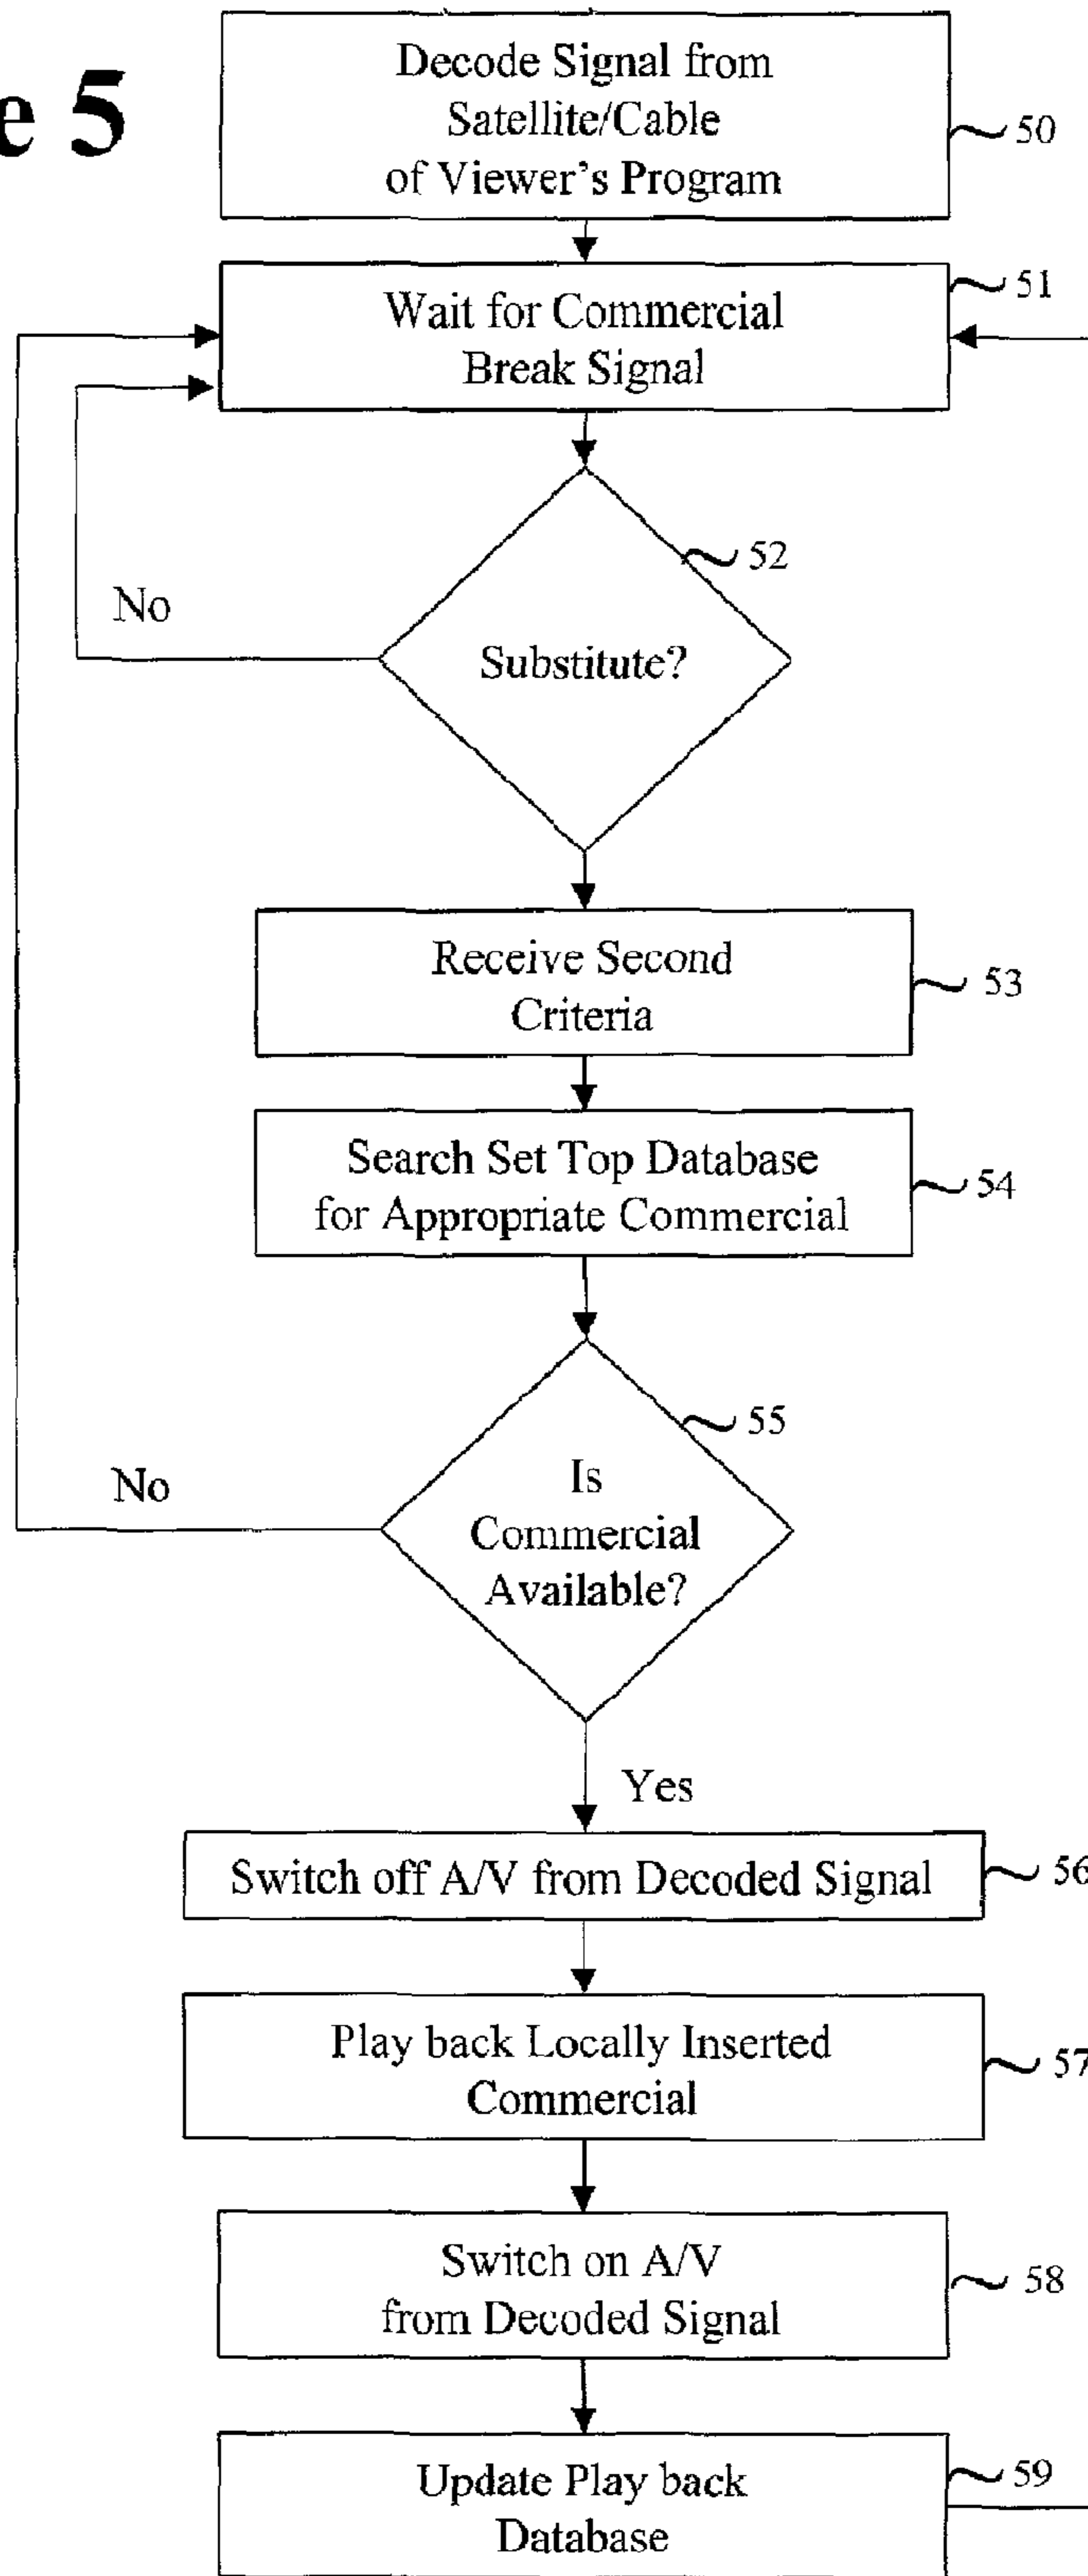 e 5
Decode Signal from
Satellite/Cable
of Viewer's Program
50
Wait for Commercial
Break Signal
51
52
No
Substitute?
Receive Second
Criteria
53
Search Set Top Database
for Appropriate Commercial
54
55
No
Is
Commercial
Available?
Yes
Switch off A/V from Decoded Signal
56
Play back Locally Inserted
Commercial
57
Switch on A/V
from Decoded Signal
58
Update Play back
Database
59